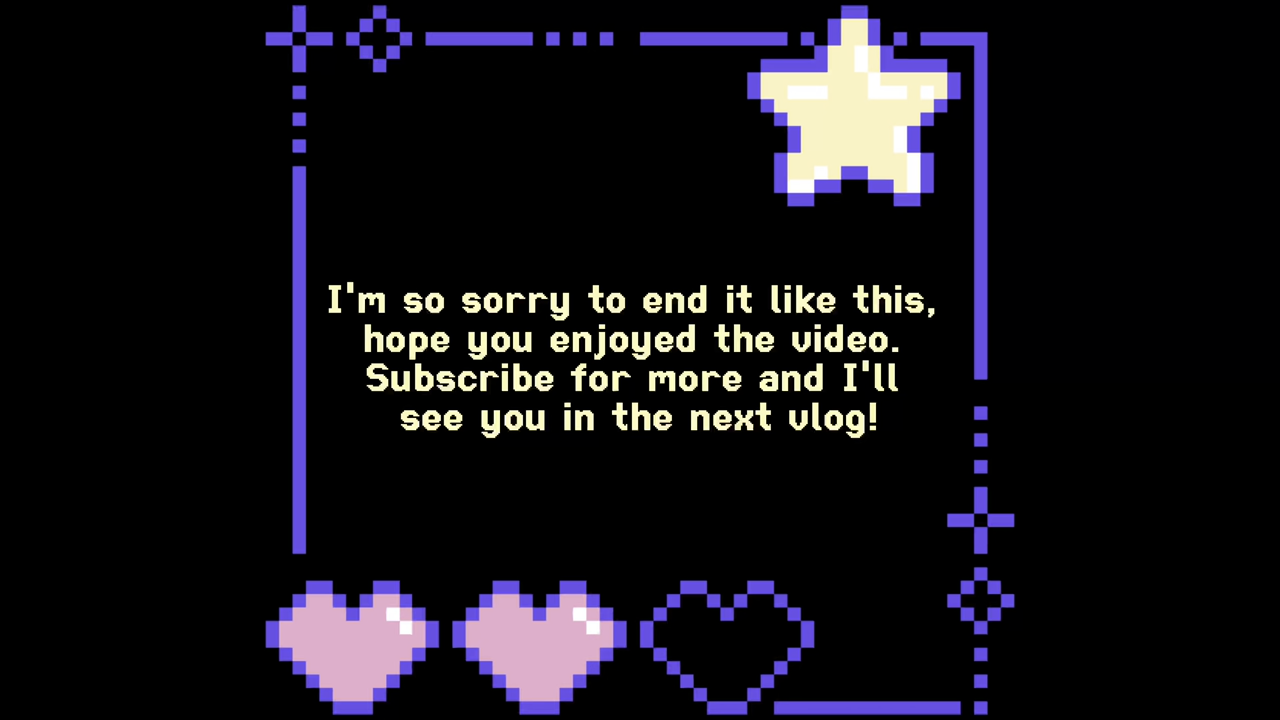 I'm so sorry to end it like this,
hope you enjoyed the video.
Subscribe for more and I'll
see you in the next vlog!